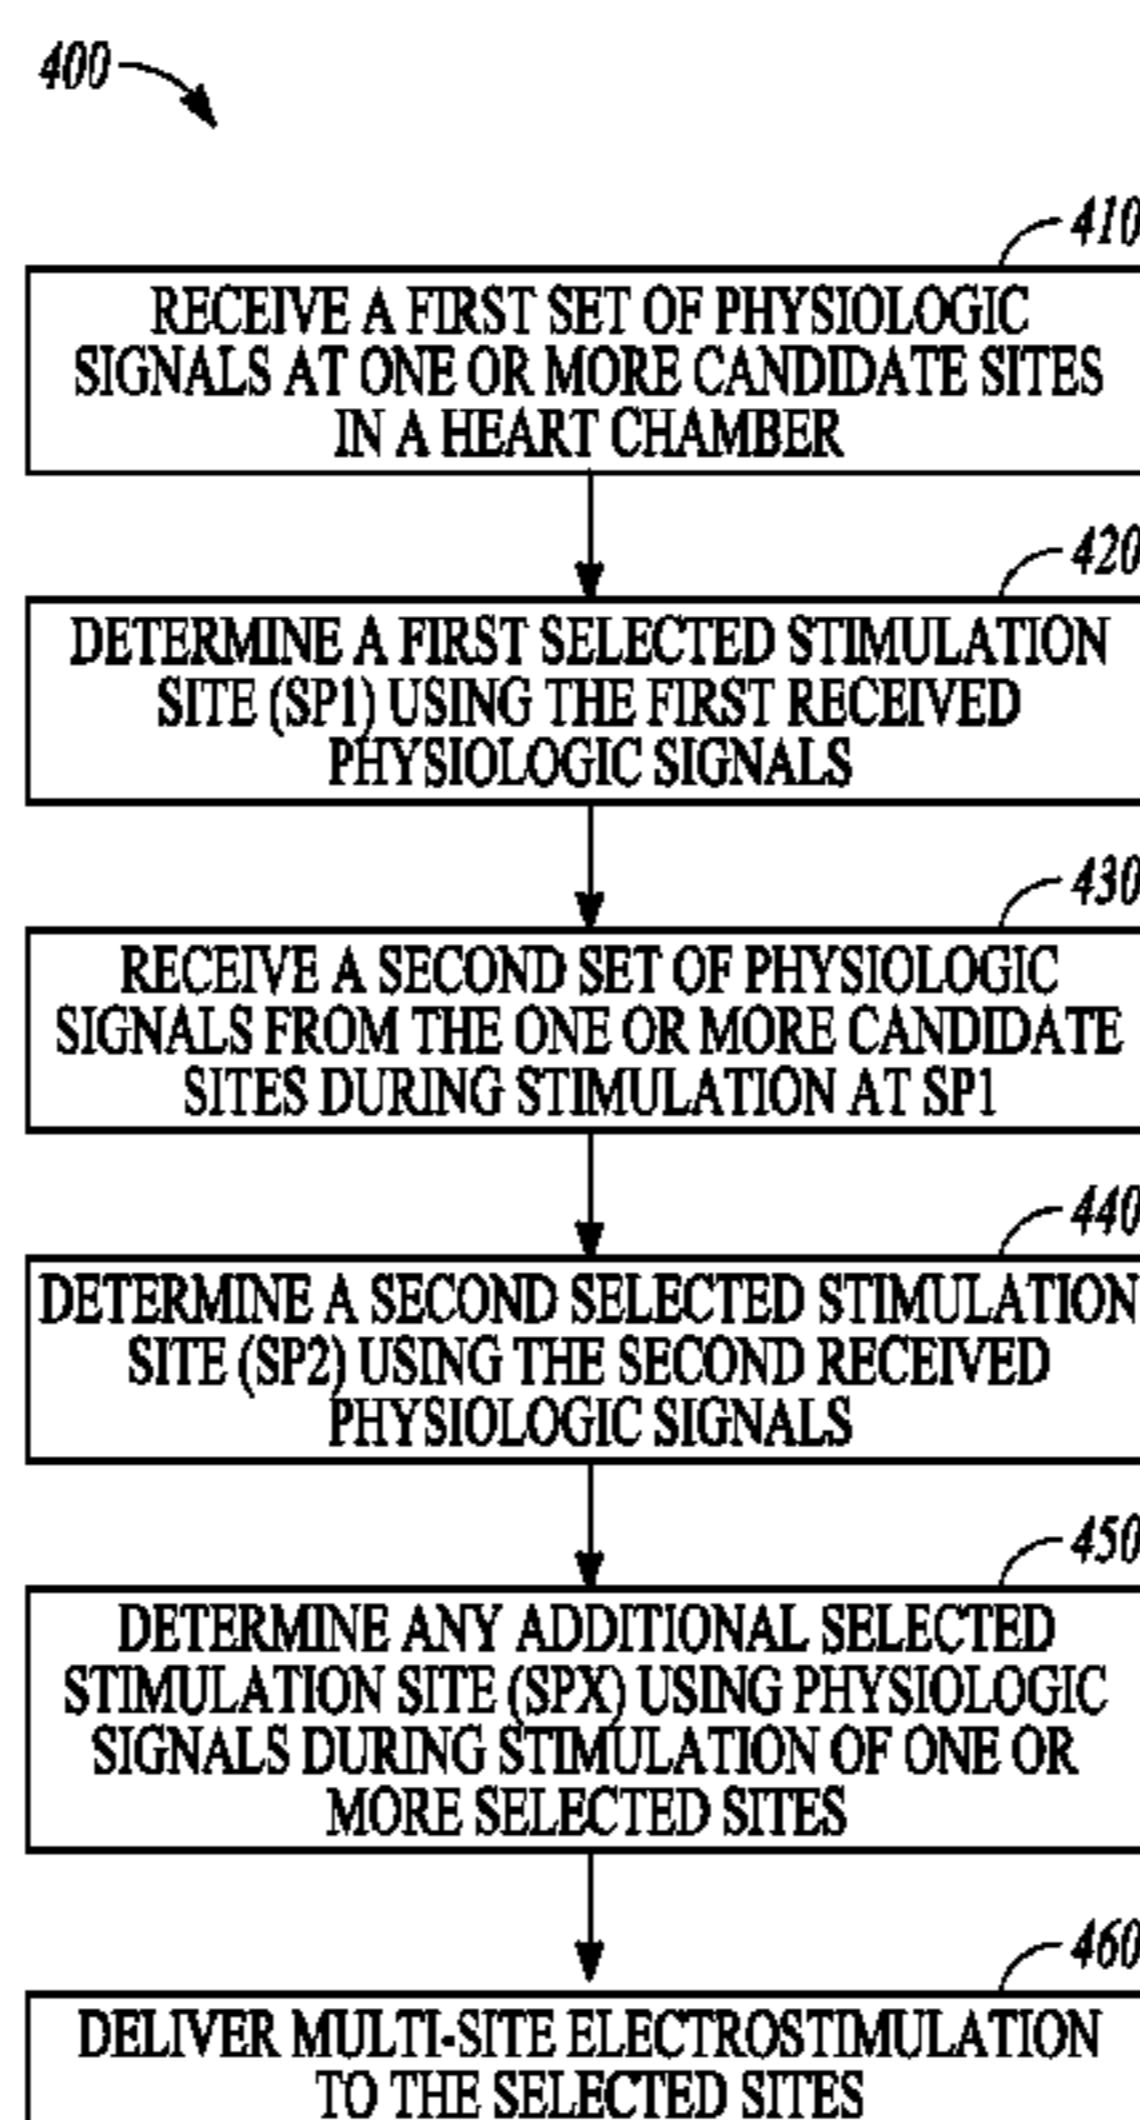 400
410
RECEIVE A FIRST SET OF PHYSIOLOGIC
SIGNALS AT ONE OR MORE CANDIDATE SITES
IN A HEART CHAMBER
420
DETERMINE A FIRST SELECTED STIMULATION
SITE (SP1) USING THE FIRST RECEIVED
PHYSIOLOGIC SIGNALS
430
RECEIVE A SECOND SET OF PHYSIOLOGIC
SIGNALS FROM THE ONE OR MORE CANDIDATE
SITES DURING STIMULATION AT SP1
440
DETERMINE A SECOND SELECTED STIMULATION
SITE (SP2) USING THE SECOND RECEIVED
PHYSIOLOGIC SIGNALS
450
DETERMINE ANY ADDITIONAL SELECTED
STIMULATION SITE (SPX) USING PHYSIOLOGIC
SIGNALS DURING STIMULATION OF ONE OR
MORE SELECTED SITES
460
DELIVER MULTI-SITE ELECTROSTIMULATION
TO THE SELECTED SITES